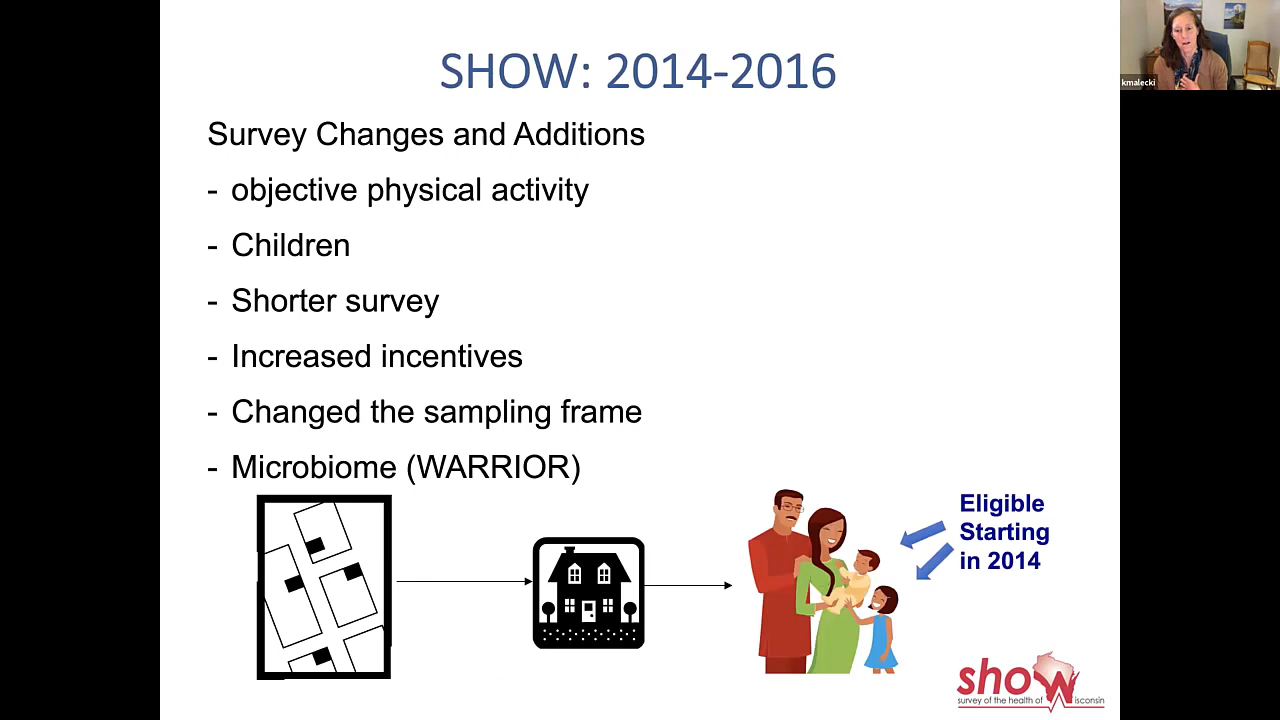 SHOW: 2014-2016
kmalecki
Survey Changes and Additions
- objective physical activity
- Children
- Shorter survey
- Increased incentives
- Changed the sampling frame
- Microbiome (WARRIOR)
Eligible
Starting
in 2014
show
survey of the health of Wisconsin